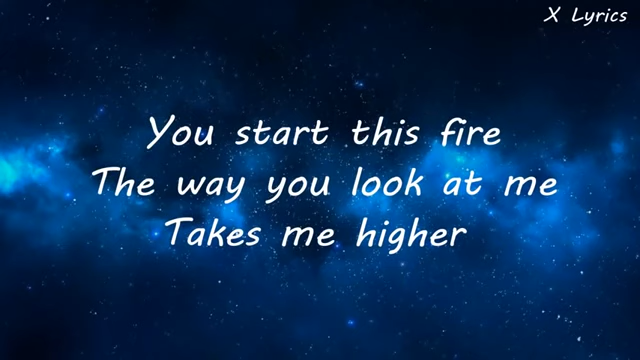 X Lyrics
You start this fire
The way you look at me
Takes me higher